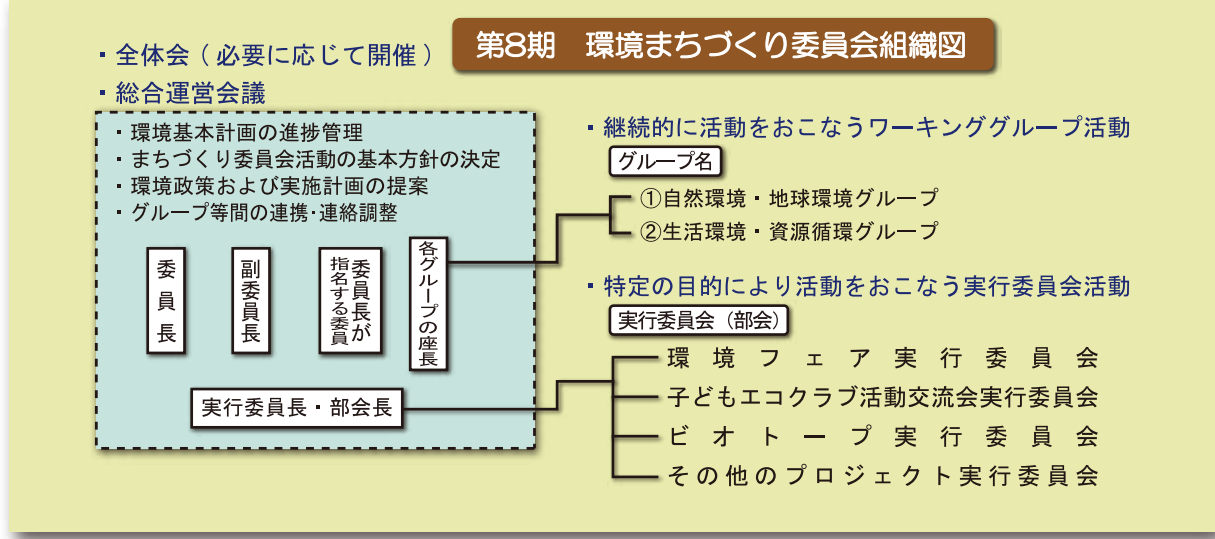 第8期　環境まちづくり委員会組織図
・全体会（必要に応じて開催）
・総合運営会議
・環境基本計画の進捗管理
・まちづくり委員会活動の基本方針の決定
・環境政策および実施計画の提案
・グループ等間の連携・連絡調整
委員長
副委員長
委員長が
指名する委員
各グループの座長
実行委員長・部会長
・継続的に活動をおこなうワーキンググループ活動
グループ名
①自然環境・地球環境グループ
②生活環境・資源循環グループ
・特定の目的により活動をおこなう実行委員会活動
実行委員会（部会）
環境フェア実行委員会
子どもエコクラブ活動交流会実行委員会
ビオトープ実行委員会
その他のプロジェクト実行委員会